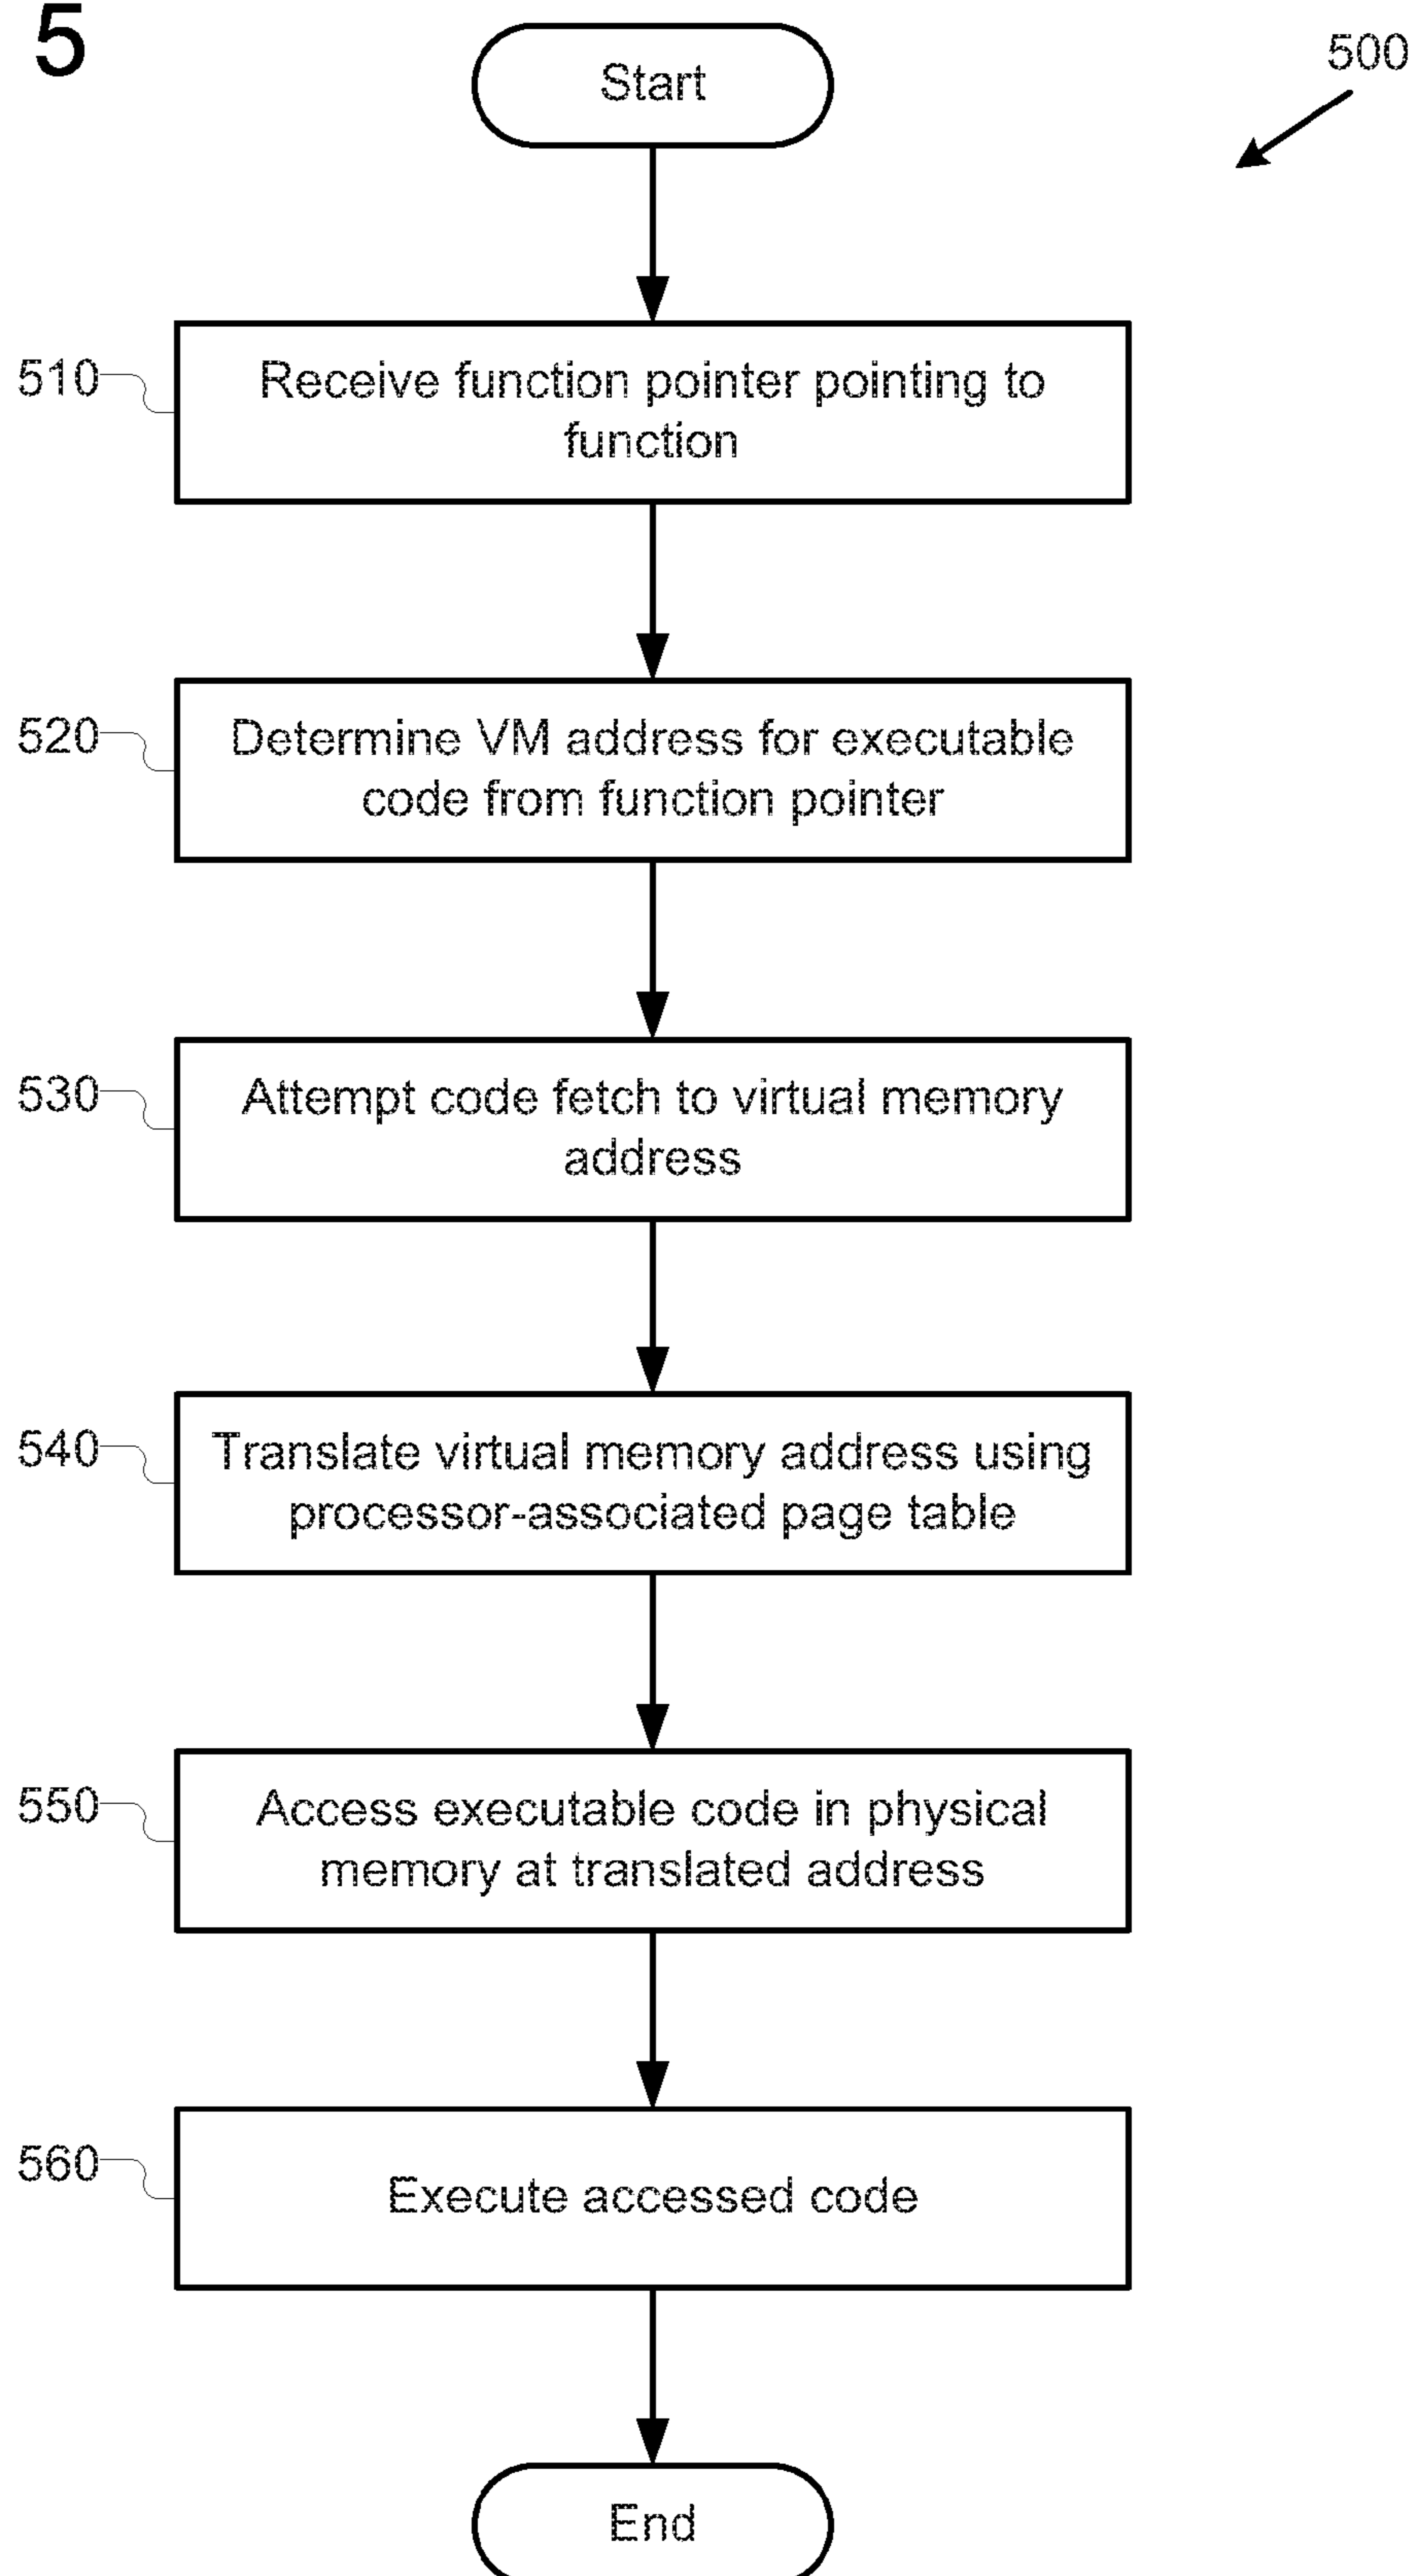 5
500
Start
510
Receive function pointer pointing to
function
520
Determine VM address for executable
code from function pointer
530
Attempt code fetch to virtual memory
address
540
Translate virtual memory address using
processor-associated page table
550
Access executable code in physical
memory at translated address
560
Execute accessed code
End